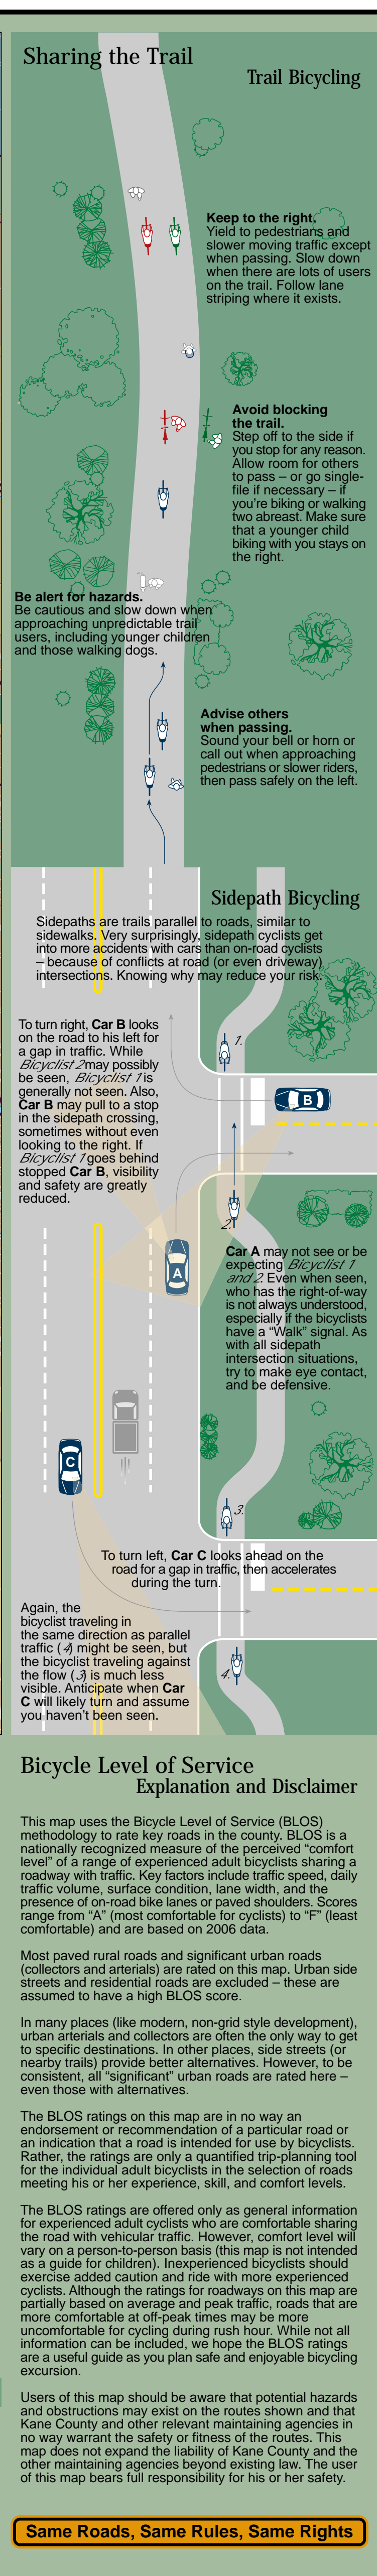 Sharing the Trail
Trail Bicycling
Keep to the right.
Yield to pedestrians and
slower moving traffic except
when passing. Slow down
when there are lots of users
on the trail. Follow lane
striping where it exists.
Avoid blocking
the trail.
Step off to the side if
you stop for any reason.
Allow room for others
to pass – or go single-
file if necessary – if
you're biking or walking
two abreast. Make sure
that a younger child
biking with you stays on
the right.
Be alert for hazards.
Be cautious and slow down when
approaching unpredictable trail
users, including younger children
and those walking dogs.
Advise others
when passing.
Sound your bell or horn or
call out when approaching
pedestrians or slower riders,
then pass safely on the left.
Sidepath Bicycling
Sidepaths are trails parallel to roads, similar to
sidewalks. Very surprisingly, sidepath cyclists get
into more accidents with cars than on-road cyclists
– because of conflicts at road (or even driveway)
intersections. Knowing why may reduce your risk.
To turn right, Car B looks
on the road to his left for
a gap in traffic. While
Bicyclist 2 may possibly
be seen, Bicyclist 1 is
generally not seen. Also,
Car B may pull to a stop
in the sidepath crossing,
sometimes without even
looking to the right. If
Bicyclist 1 goes behind
stopped Car B, visibility
and safety are greatly
reduced.
1.
B
2.
A
Car A may not see or be
expecting Bicyclist 1
and 2. Even when seen,
who has the right-of-way
is not always understood,
especially if the bicyclists
have a “Walk” signal. As
with all sidepath
intersection situations,
try to make eye contact,
and be defensive.
C
3.
To turn left, Car C looks ahead on the
road for a gap in traffic, then accelerates
during the turn.
Again, the
bicyclist traveling in
the same direction as parallel
traffic (4) might be seen, but
the bicyclist traveling against
the flow (3) is much less
visible. Anticipate when Car
C will likely turn and assume
you haven't been seen.
4.
Bicycle Level of Service
Explanation and Disclaimer
This map uses the Bicycle Level of Service (BLOS)
methodology to rate key roads in the county. BLOS is a
nationally recognized measure of the perceived “comfort
level” of a range of experienced adult bicyclists sharing a
roadway with traffic. Key factors include traffic speed, daily
traffic volume, surface condition, lane width, and the
presence of on-road bike lanes or paved shoulders. Scores
range from “A” (most comfortable for cyclists) to “F” (least
comfortable) and are based on 2006 data.
Most paved rural roads and significant urban roads
(collectors and arterials) are rated on this map. Urban side
streets and residential roads are excluded – these are
assumed to have a high BLOS score.
In many places (like modern, non-grid style development),
urban arterials and collectors are often the only way to get
to specific destinations. In other places, side streets (or
nearby trails) provide better alternatives. However, to be
consistent, all “significant” urban roads are rated here –
even those with alternatives.
The BLOS ratings on this map are in no way an
endorsement or recommendation of a particular road or
an indication that a road is intended for use by bicyclists.
Rather, the ratings are only a quantified trip-planning tool
for the individual adult bicyclists in the selection of roads
meeting his or her experience, skill, and comfort levels.
The BLOS ratings are offered only as general information
for experienced adult cyclists who are comfortable sharing
the road with vehicular traffic. However, comfort level will
vary on a person-to-person basis (this map is not intended
as a guide for children). Inexperienced bicyclists should
exercise added caution and ride with more experienced
cyclists. Although the ratings for roadways on this map are
partially based on average and peak traffic, roads that are
more comfortable at off-peak times may be more
uncomfortable for cycling during rush hour. While not all
information can be included, we hope the BLOS ratings
are a useful guide as you plan safe and enjoyable bicycling
excursion.
Users of this map should be aware that potential hazards
and obstructions may exist on the routes shown and that
Kane County and other relevant maintaining agencies in
no way warrant the safety or fitness of the routes. This
map does not expand the liability of Kane County and the
other maintaining agencies beyond existing law. The user
of this map bears full responsibility for his or her safety.
Same Roads, Same Rules, Same Rights